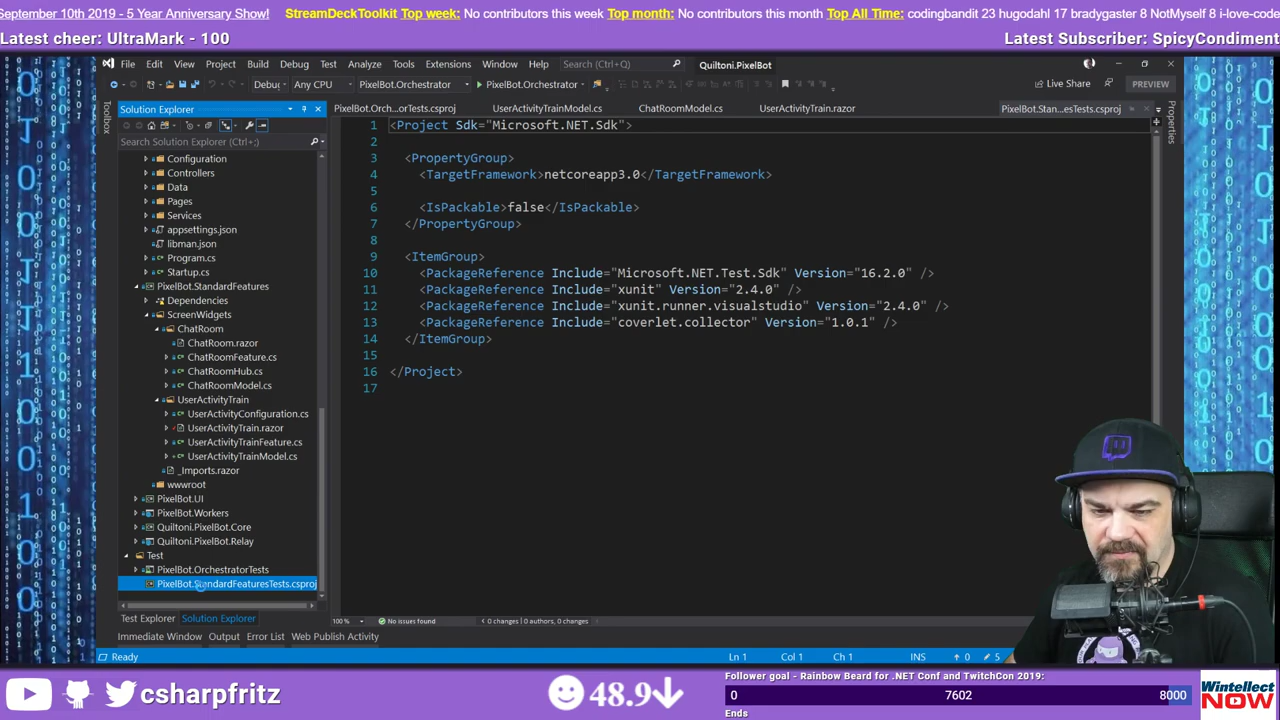 September 10th 2019 - 5 Year Anniversary Show!
StreamDeckToolkit Top week: No contributors this week Top month: No contributors this month Top All Time: codingbandit 23 hugodahl 17 bradygaster 8 NotMyself 8 i-love-code
Latest cheer: UltraMark - 100
Latest Subscriber: SpicyCondiment
File Edit View Project Build Debug Test Analyze Tools Extensions Window Help Search (Ctrl+Q) Quiltoni.PixelBot
Debug Any CPU PixelBot.Orchestrator PixelBot.Orchestrator Live Share PREVIEW
Toolbox
Solution Explorer
Search Solution Explorer (Ctrl+;)
Configuration
Controllers
Data
Pages
Services
appsettings.json
libman.json
Program.cs
Startup.cs
PixelBot.StandardFeatures
Dependencies
ScreenWidgets
ChatRoom
ChatRoom.razor
ChatRoomFeature.cs
ChatRoomHub.cs
ChatRoomModel.cs
UserActivityTrain
UserActivityConfiguration.cs
UserActivityTrain.razor
UserActivityTrainFeature.cs
UserActivityTrainModel.cs
_Imports.razor
wwwroot
PixelBot.UI
PixelBot.Workers
Quiltoni.PixelBot.Core
Quiltoni.PixelBot.Relay
Test
PixelBot.OrchestratorTests
PixelBot.StandardFeaturesTests.csproj
Test Explorer Solution Explorer
PixelBot.Orch...orTests.csproj UserActivityTrainModel.cs ChatRoomModel.cs UserActivityTrain.razor PixelBot.Stan...esTests.csproj
Properties
1 <Project Sdk="Microsoft.NET.Sdk">
2
3 <PropertyGroup>
4 <TargetFramework>netcoreapp3.0</TargetFramework>
5
6 <IsPackable>false</IsPackable>
7 </PropertyGroup>
8
9 <ItemGroup>
10 <PackageReference Include="Microsoft.NET.Test.Sdk" Version="16.2.0" />
11 <PackageReference Include="xunit" Version="2.4.0" />
12 <PackageReference Include="xunit.runner.visualstudio" Version="2.4.0" />
13 <PackageReference Include="coverlet.collector" Version="1.0.1" />
14 </ItemGroup>
15
16 </Project>
17
100 % No issues found 0 changes | 0 authors, 0 changes
Immediate Window Output Error List Web Publish Activity
Ready Ln 1 Col 1 Ch 1 INS 0 5
csharpfritz
48.9
Follower goal - Rainbow Beard for .NET Conf and TwitchCon 2019:
0 7602 8000
Ends
Wintellect
NOW